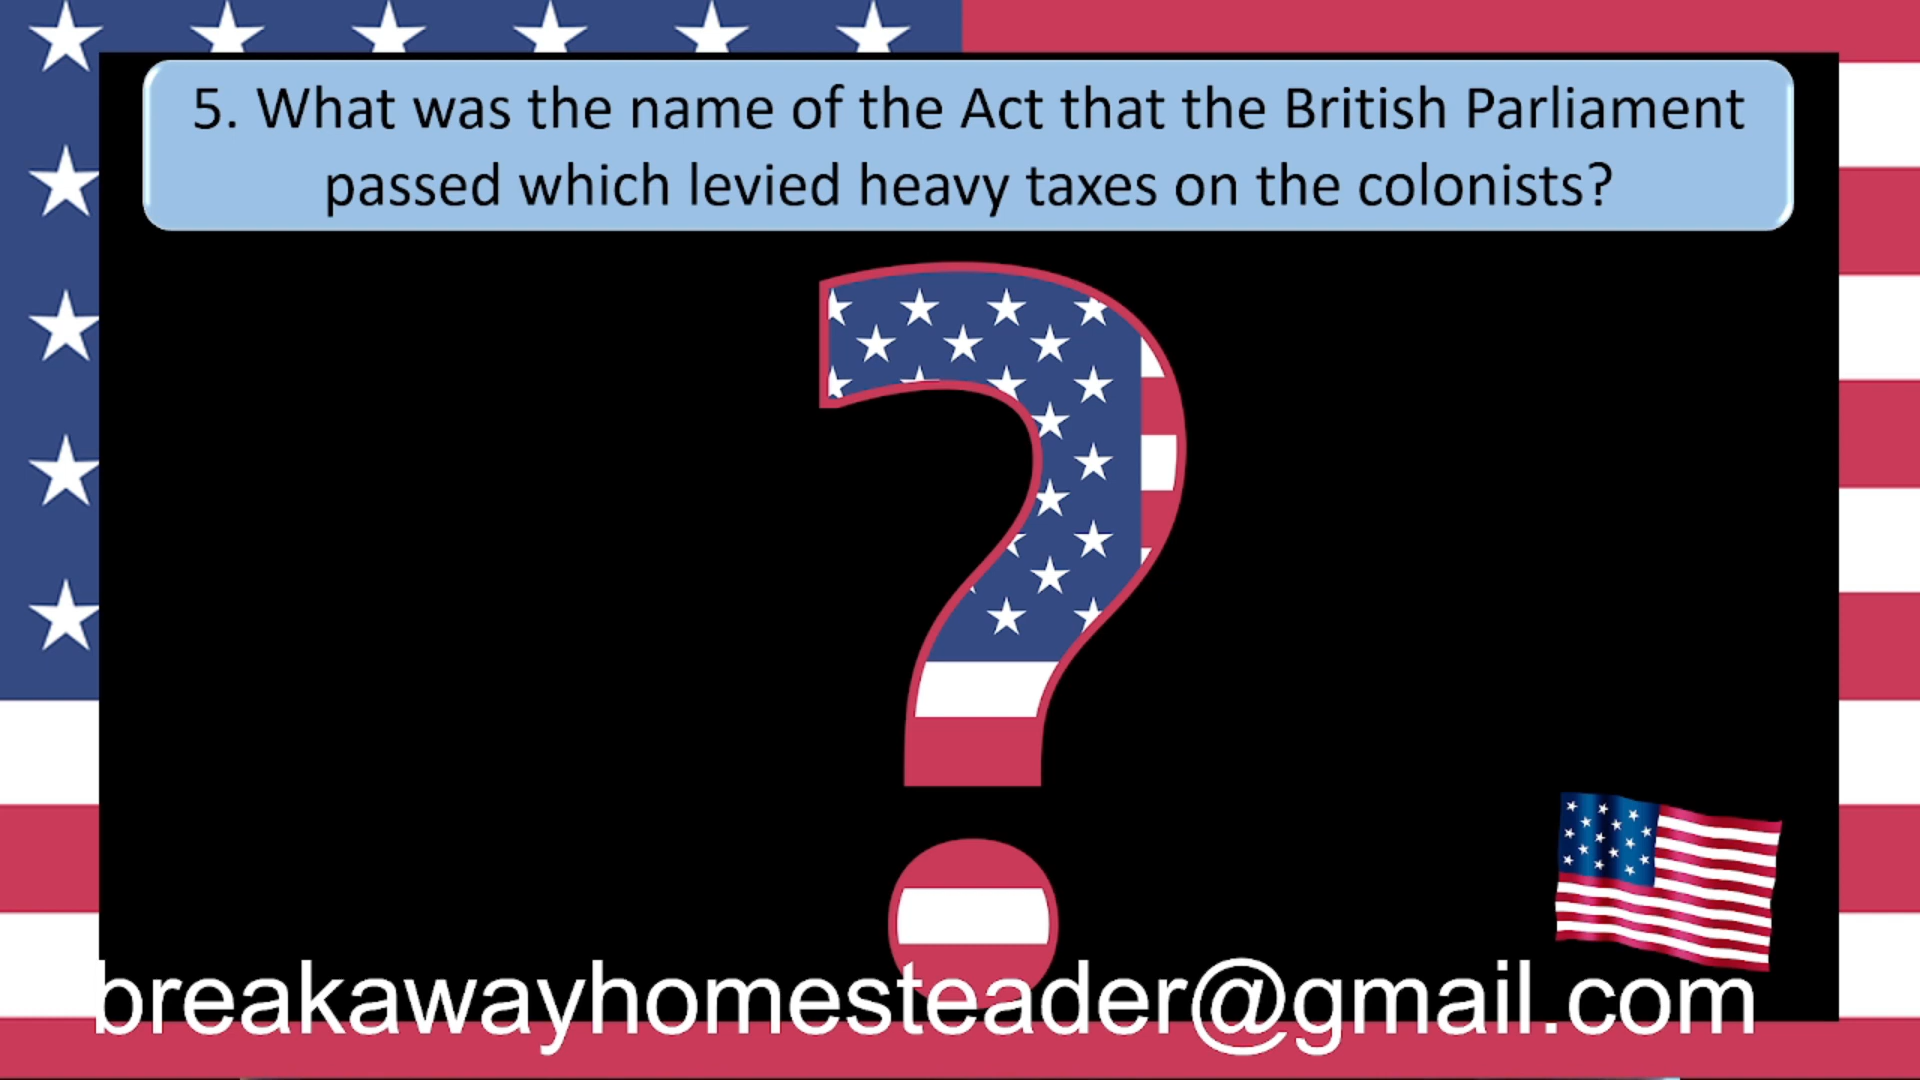 5. What was the name of the Act that the British Parliament
passed which levied heavy taxes on the colonists?
breakawayhomesteader@gmail.com